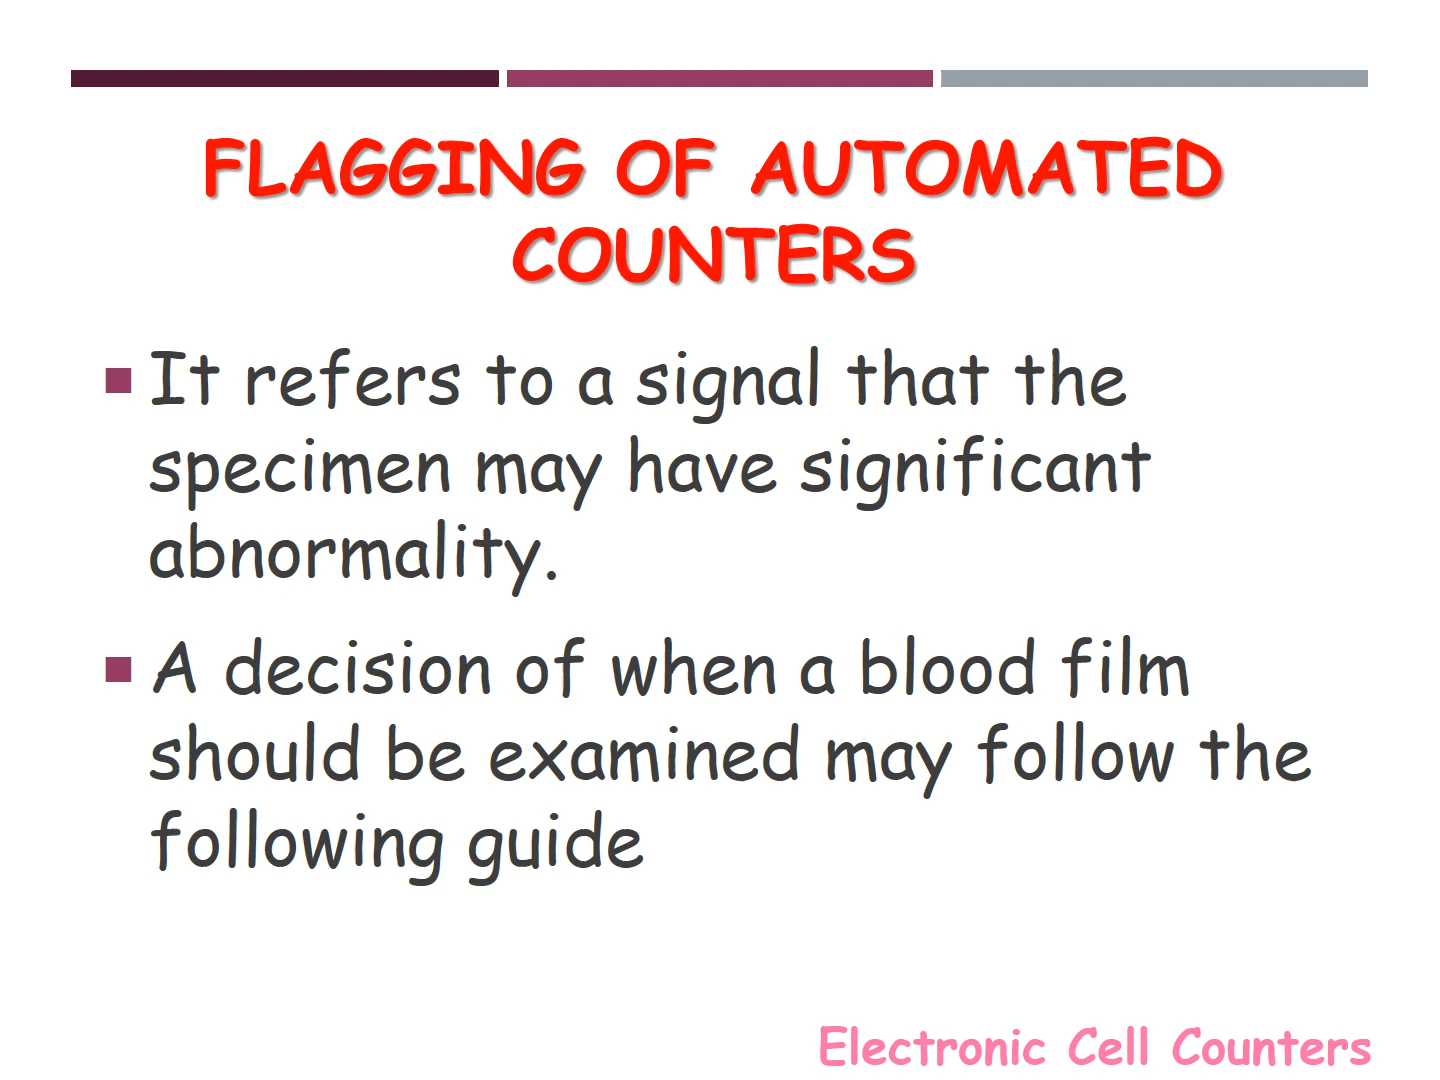 FLAGGING OF AUTOMATED
COUNTERS
It refers to a signal that the
specimen may have significant
abnormality.
A decision of when a blood film
should be examined may follow the
following guide
Electronic Cell Counters